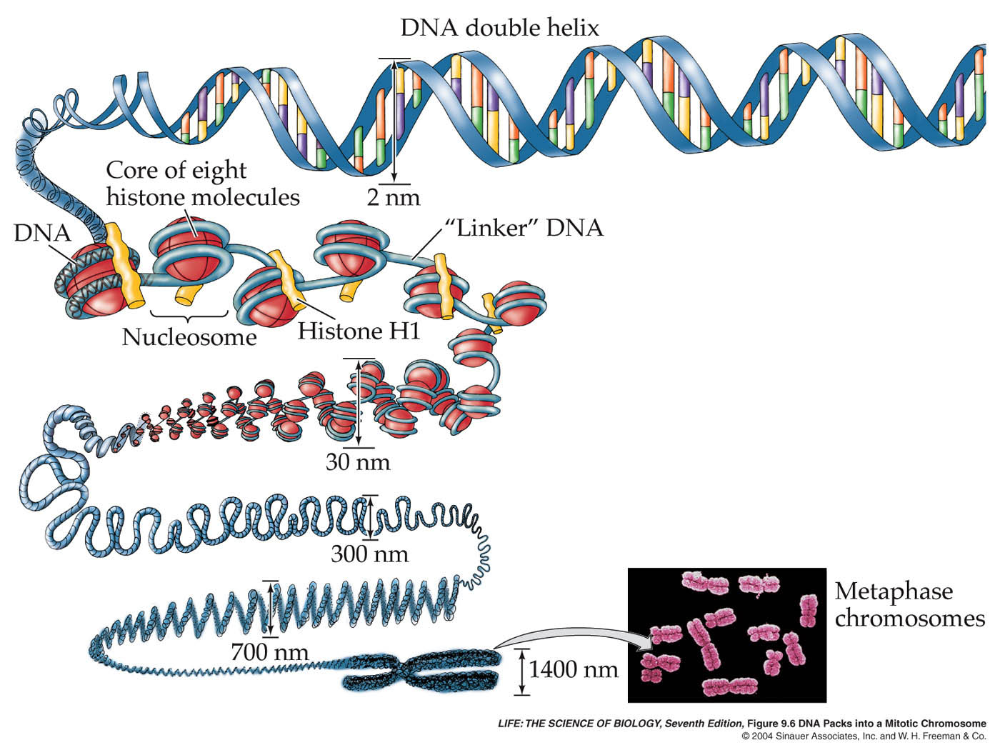 DNA double helix
2 nm
Core of eight
histone molecules
DNA
“Linker” DNA
Nucleosome
Histone H1
30 nm
300 nm
700 nm
1400 nm
Metaphase
chromosomes
LIFE: THE SCIENCE OF BIOLOGY, Seventh Edition, Figure 9.6 DNA Packs into a Mitotic Chromosome
© 2004 Sinauer Associates, Inc. and W. H. Freeman & Co.